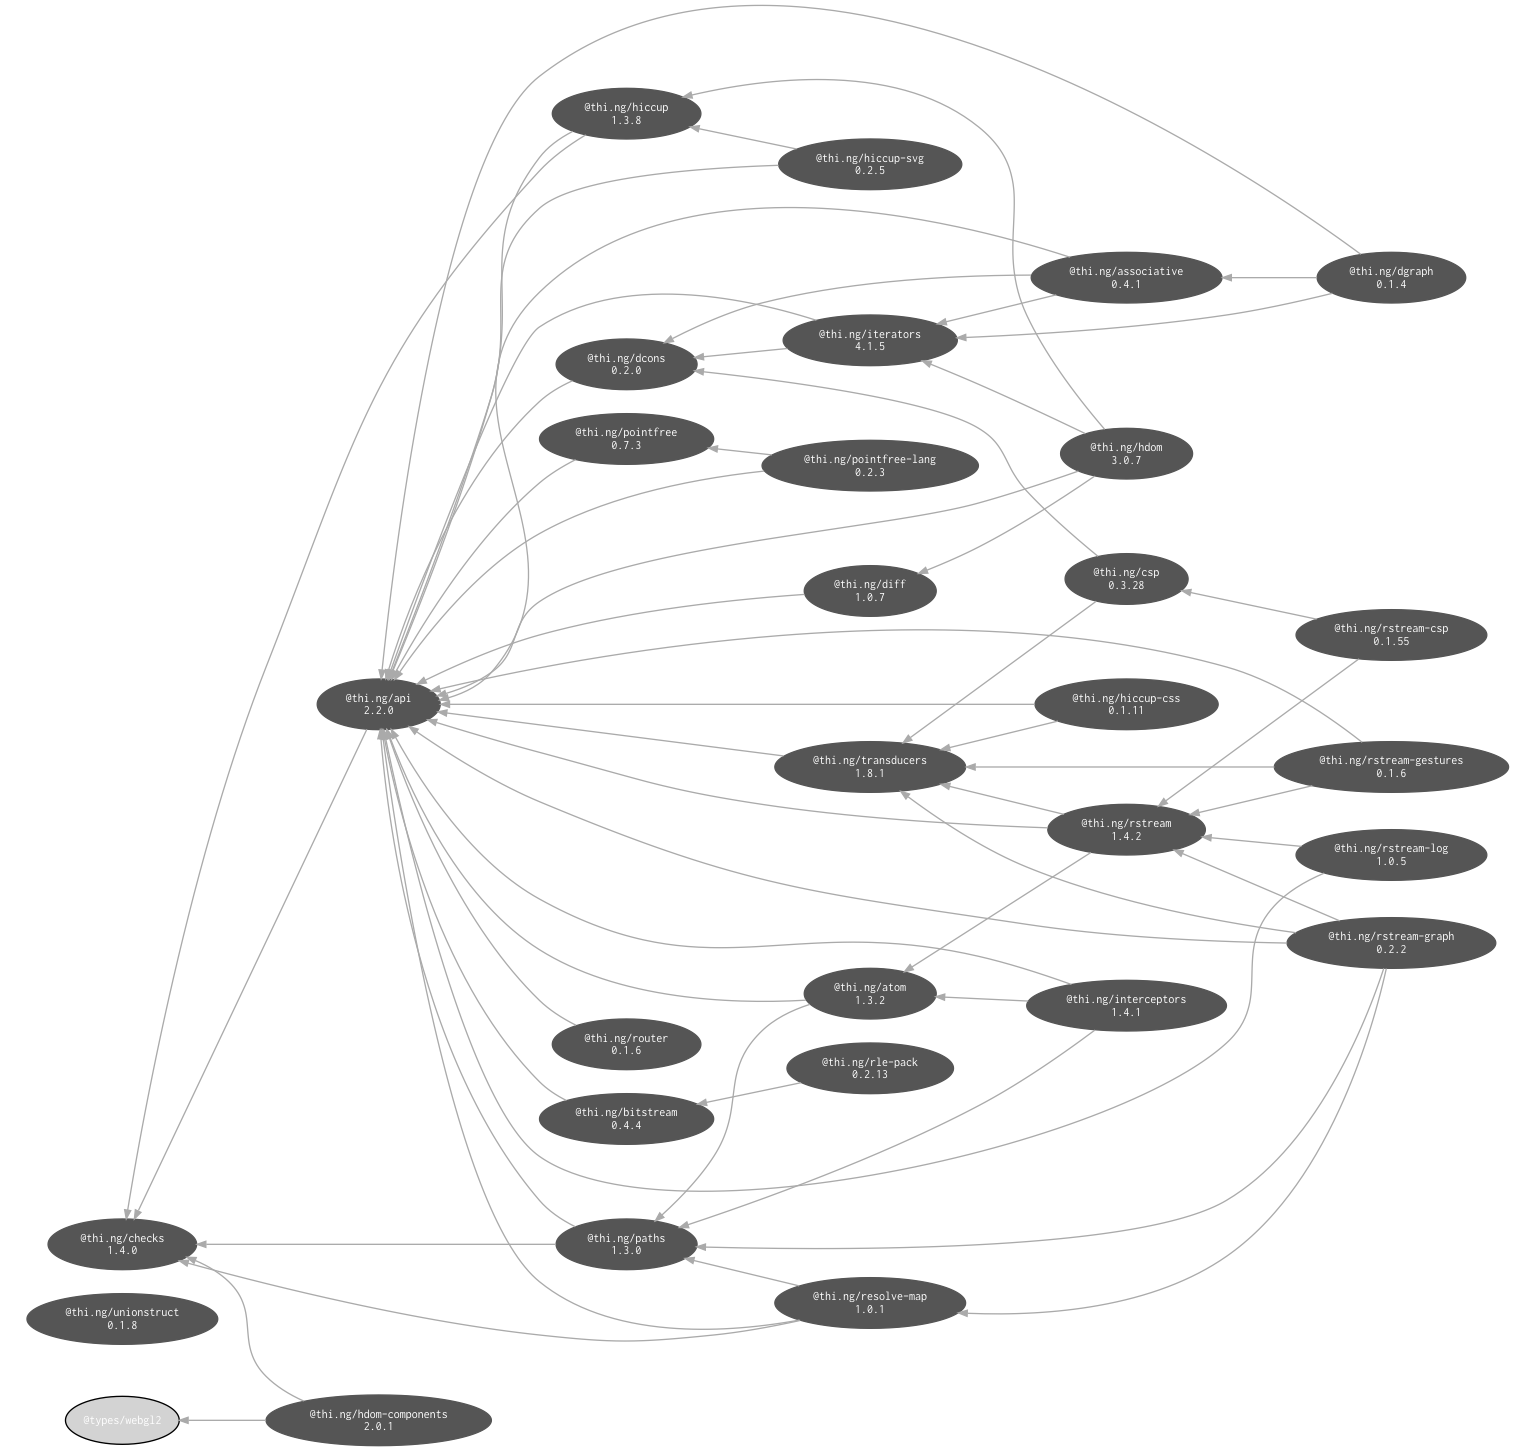 @thi.ng/hiccup
1.3.8
@thi.ng/hiccup-svg
0.2.5
@thi.ng/associative
0.4.1
@thi.ng/dgraph
0.1.4
@thi.ng/iterators
4.1.5
@thi.ng/dcons
0.2.0
@thi.ng/pointfree
0.7.3
@thi.ng/pointfree-lang
0.2.3
@thi.ng/hdom
3.0.7
@thi.ng/diff
1.0.7
@thi.ng/csp
0.3.28
@thi.ng/rstream-csp
0.1.55
@thi.ng/api
2.2.0
@thi.ng/hiccup-css
0.1.11
@thi.ng/transducers
1.8.1
@thi.ng/rstream-gestures
0.1.6
@thi.ng/rstream
1.4.2
@thi.ng/rstream-log
1.0.5
@thi.ng/rstream-graph
0.2.2
@thi.ng/atom
1.3.2
@thi.ng/interceptors
1.4.1
@thi.ng/router
0.1.6
@thi.ng/rle-pack
0.2.13
@thi.ng/bitstream
0.4.4
@thi.ng/checks
1.4.0
@thi.ng/paths
1.3.0
@thi.ng/resolve-map
1.0.1
@thi.ng/unionstruct
0.1.8
@types/webgl2
@thi.ng/hdom-components
2.0.1